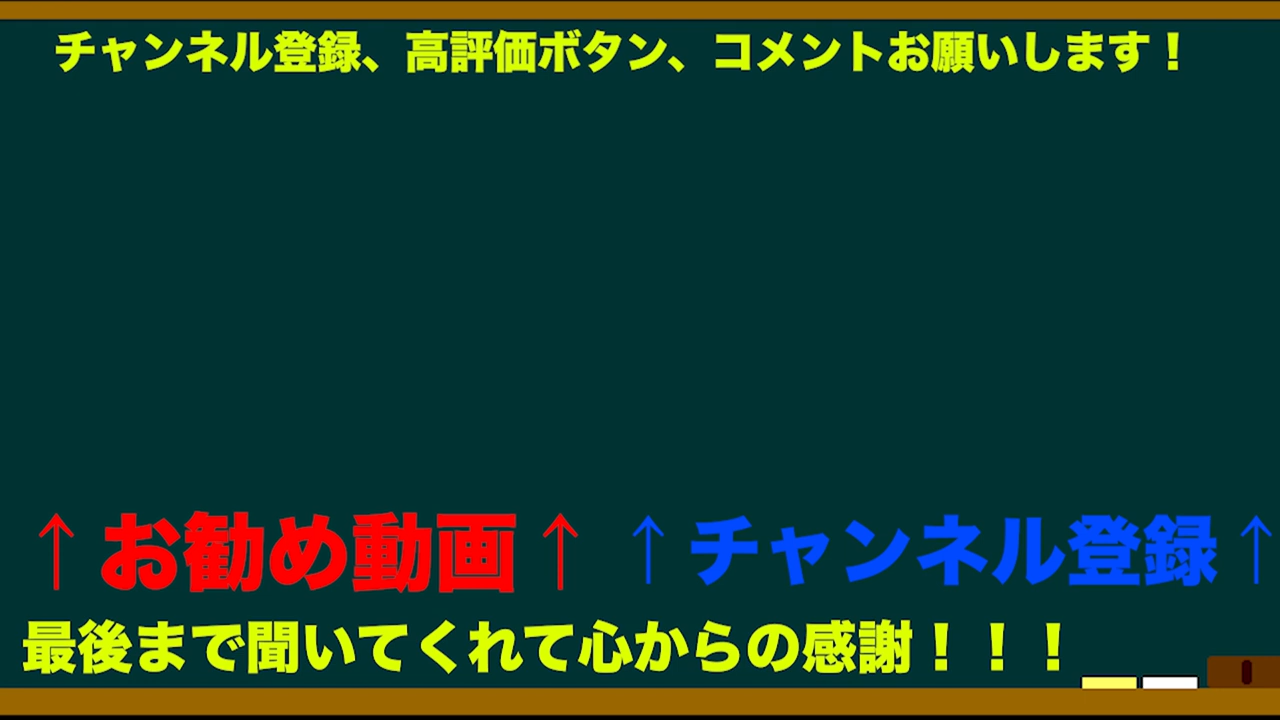 チャンネル登録、高評価ボタン、コメントお願いします！
↑お勧め動画↑ ↑チャンネル登録↑
最後まで聞いてくれて心からの感謝！！！